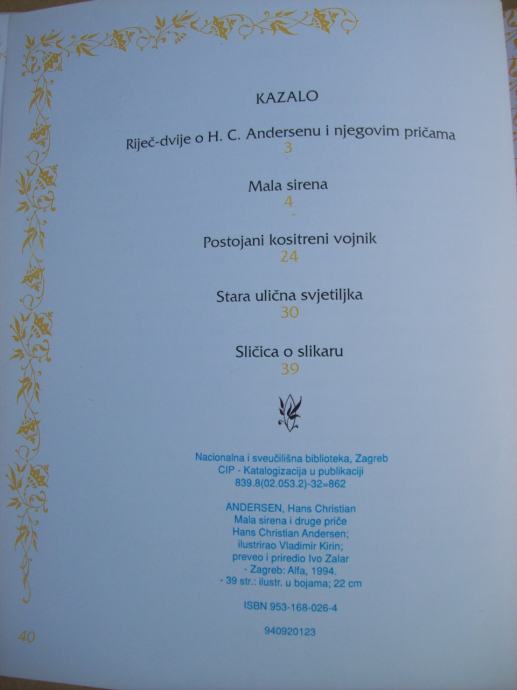 KAZALO
Riječ-dvije o H. C. Andersenu i njegovim pričama
3
Mala sirena
4
Postojani kositreni vojnik
24
Stara ulična svjetiljka
30
Sličica o slikaru
39
Nacionalna i sveučilišna biblioteka, Zagreb
CIP - Katalogizacija u publikaciji
839.8(02.053.2)-32=862
ANDERSEN, Hans Christian
Mala sirena i druge priče
Hans Christian Andersen;
ilustrirao Vladimir Kirin;
preveo i priredio Ivo Zalar
- Zagreb: Alfa, 1994.
- 39 str.: ilustr. u bojama; 22 cm
ISBN 953-168-026-4
940920123
40